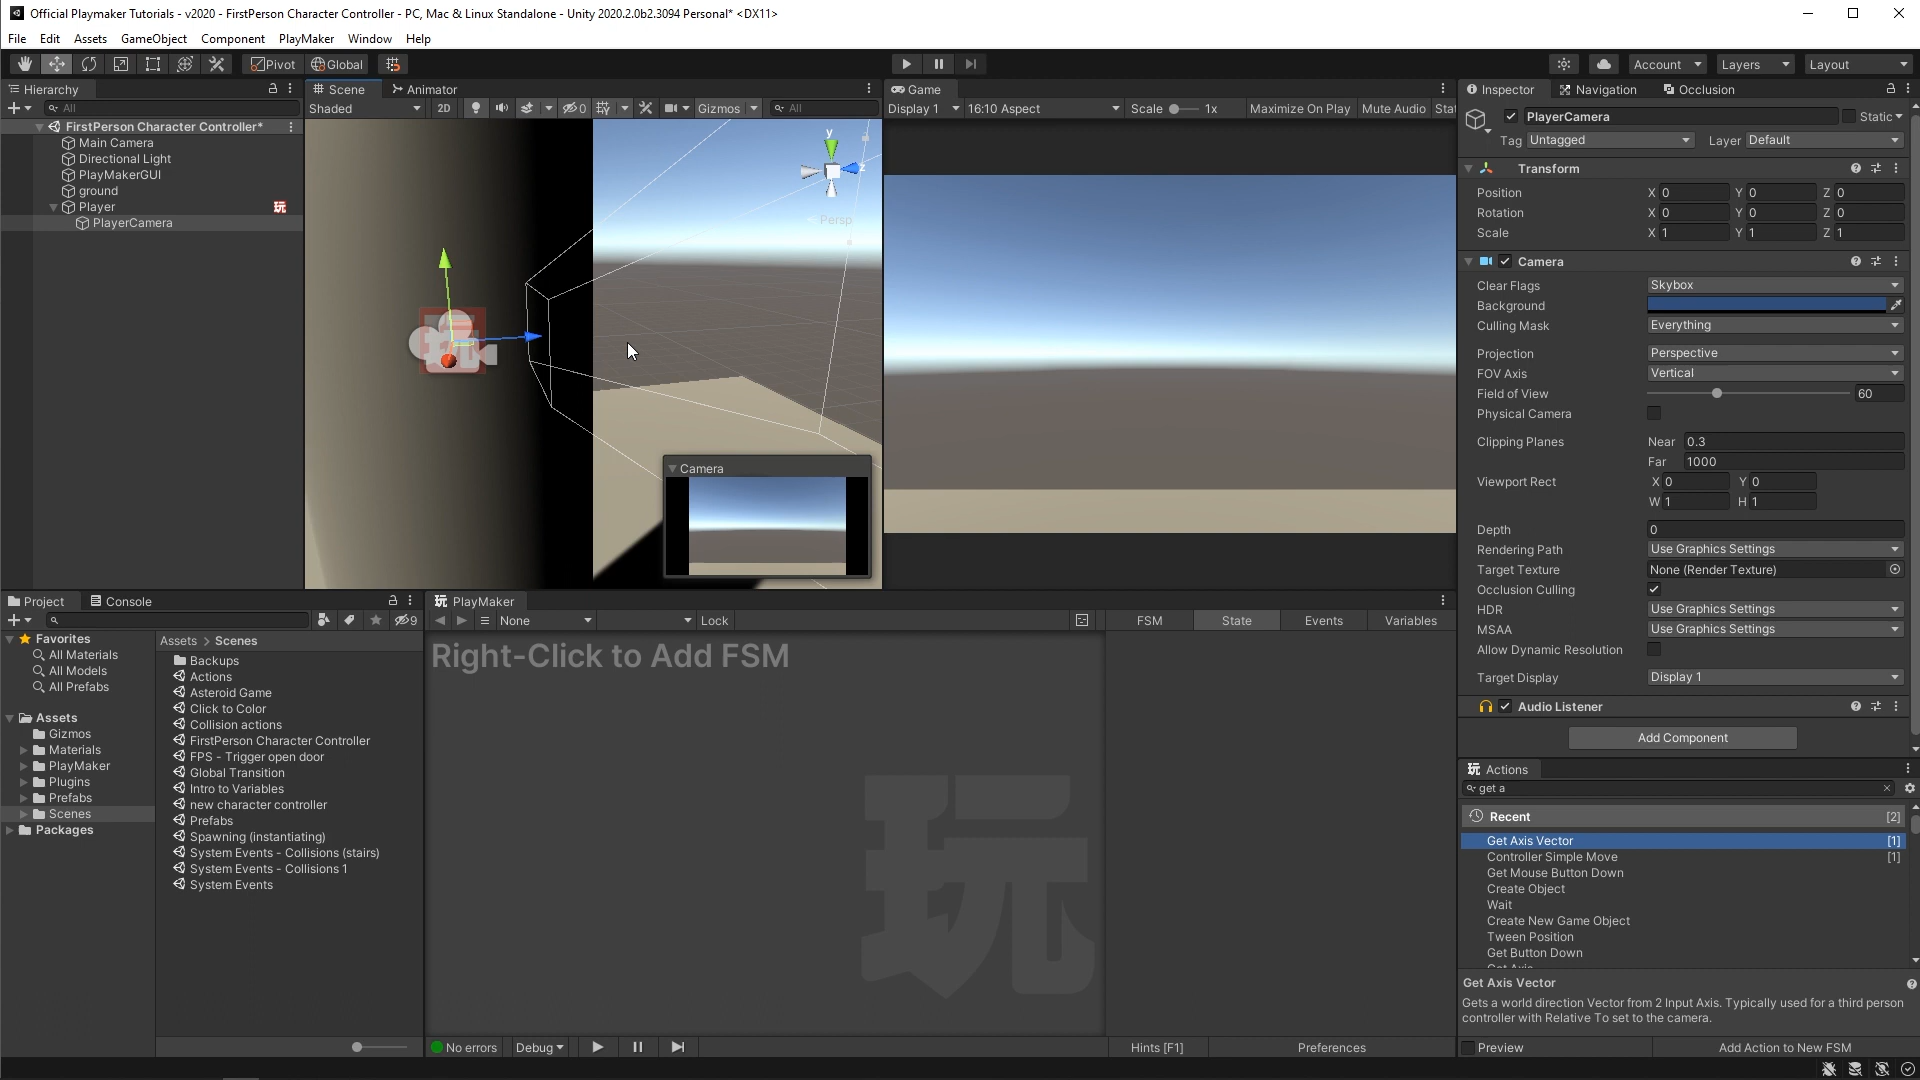 Official Playmaker Tutorials - v2020 - FirstPerson Character Controller - PC, Mac & Linux Standalone - Unity 2020.2.0b2.3094 Personal* <DX11>
File Edit Assets GameObject Component PlayMaker Window Help
Pivot Global Account Layers Layout
Hierarchy
All
FirstPerson Character Controller*
Main Camera
Directional Light
PlayMakerGUI
ground
Player
玩
PlayerCamera
Scene Animator
Shaded 2D 0 Gizmos All
y
z
Persp
玩
Camera
Game
Display 1 16:10 Aspect Scale 1x Maximize On Play Mute Audio Stat
Inspector Navigation Occlusion
PlayerCamera Static
Tag Untagged Layer Default
Transform
Position X 0 Y 0 Z 0
Rotation X 0 Y 0 Z 0
Scale X 1 Y 1 Z 1
Camera
Clear Flags Skybox
Background
Culling Mask Everything
Projection Perspective
FOV Axis Vertical
Field of View 60
Physical Camera
Clipping Planes Near 0.3
Far 1000
Viewport Rect X 0 Y 0
W 1 H 1
Depth 0
Rendering Path Use Graphics Settings
Target Texture None (Render Texture)
Occlusion Culling
HDR Use Graphics Settings
MSAA Use Graphics Settings
Allow Dynamic Resolution
Target Display Display 1
Audio Listener
Add Component
Project Console
9
Favorites
All Materials
All Models
All Prefabs
Assets
Gizmos
Materials
PlayMaker
Plugins
Prefabs
Scenes
Packages
Assets > Scenes
Backups
Actions
Asteroid Game
Click to Color
Collision actions
FirstPerson Character Controller
FPS - Trigger open door
Global Transition
Intro to Variables
new character controller
Prefabs
Spawning (instantiating)
System Events - Collisions (stairs)
System Events - Collisions 1
System Events
玩 PlayMaker
None Lock
Right-Click to Add FSM
玩
FSM State Events Variables
No errors Debug Hints [F1] Preferences
玩 Actions
get a
Recent [2]
Get Axis Vector [1]
Controller Simple Move [1]
Get Mouse Button Down
Create Object
Wait
Create New Game Object
Tween Position
Get Button Down
Get Axis
Get Axis Vector
Gets a world direction Vector from 2 Input Axis. Typically used for a third person
controller with Relative To set to the camera.
Preview Add Action to New FSM